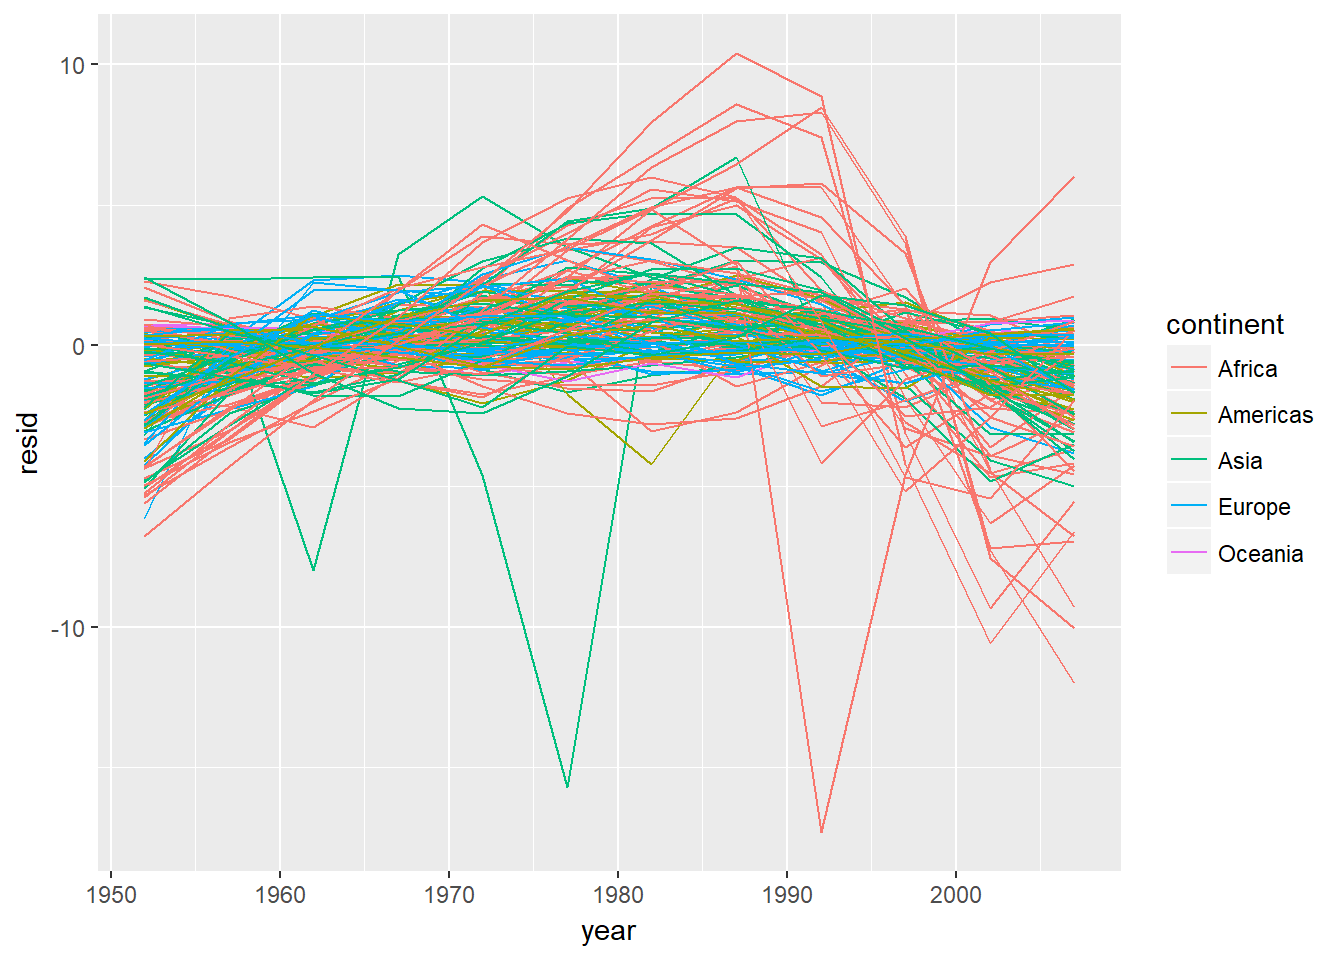 10
0
-10
resid
1950
1960
1970
1980
1990
2000
year
continent
Africa
Americas
Asia
Europe
Oceania